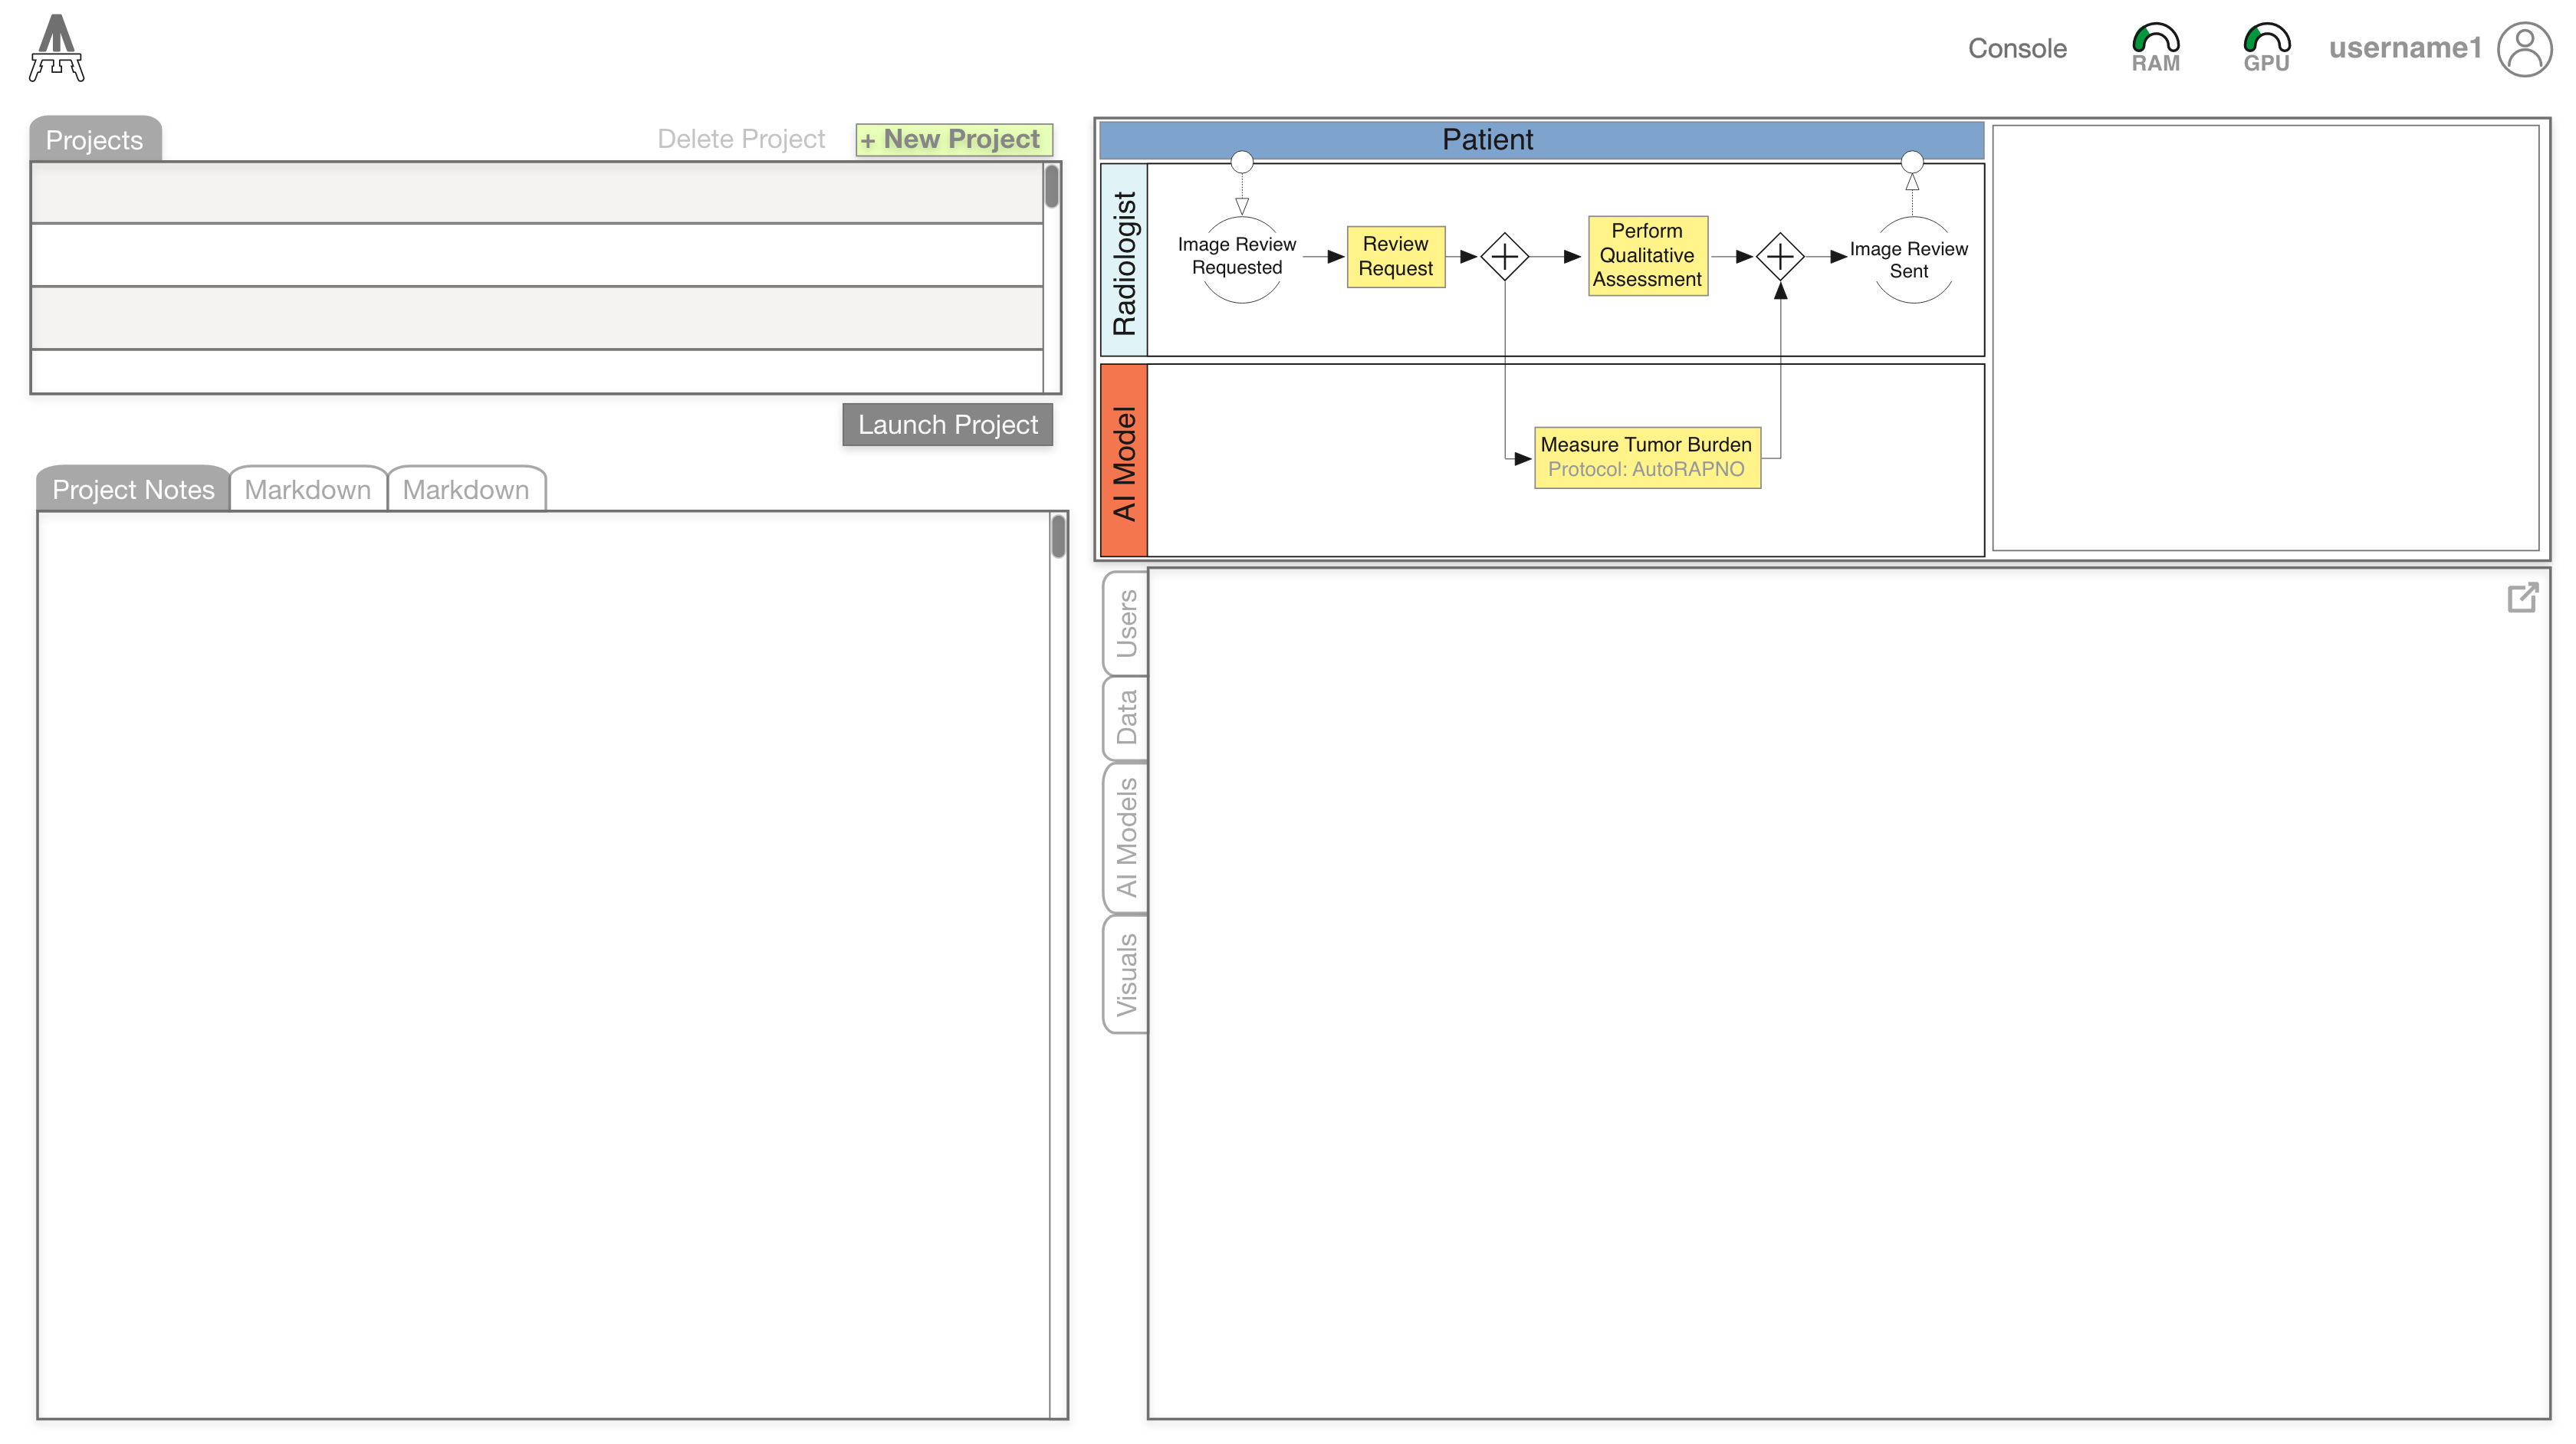 Console
RAM
GPU
username1
Projects
Delete Project
+ New Project
Launch Project
Project Notes
Markdown
Markdown
Patient
Radiologist
Image Review
Requested
Review
Request
Perform
Qualitative
Assessment
Image Review
Sent
AI Model
Measure Tumor Burden
Protocol: AutoRAPNO
Users
Data
AI Models
Visuals